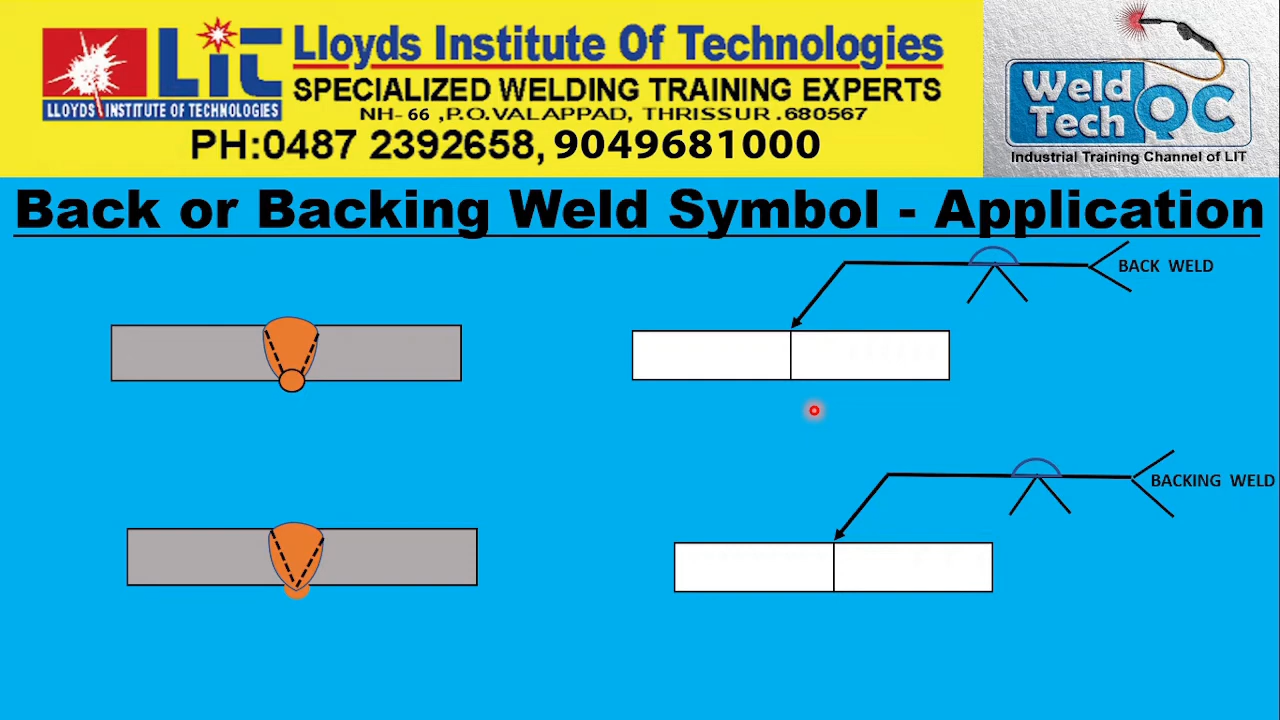 LIT
LLOYDS INSTITUTE OF TECHNOLOGIES
Lloyds Institute Of Technologies
SPECIALIZED WELDING TRAINING EXPERTS
NH-66 ,P.O.VALAPPAD, THRISSUR.680567
PH:0487 2392658, 9049681000
Weld
Tech QC
Industrial Training Channel of LIT
Back or Backing Weld Symbol - Application
BACK WELD
BACKING WELD